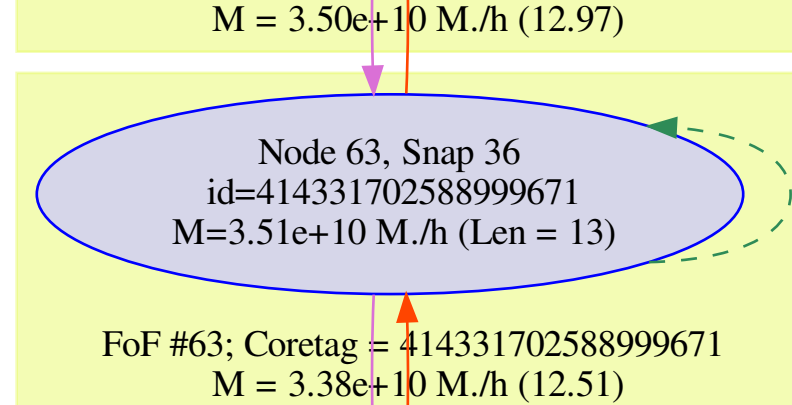 M = 3.50e+10 M./h (12.97)
Node 63, Snap 36
id=414331702588999671
M=3.51e+10 M./h (Len = 13)
FoF #63; Coretag = 414331702588999671
M = 3.38e+10 M./h (12.51)